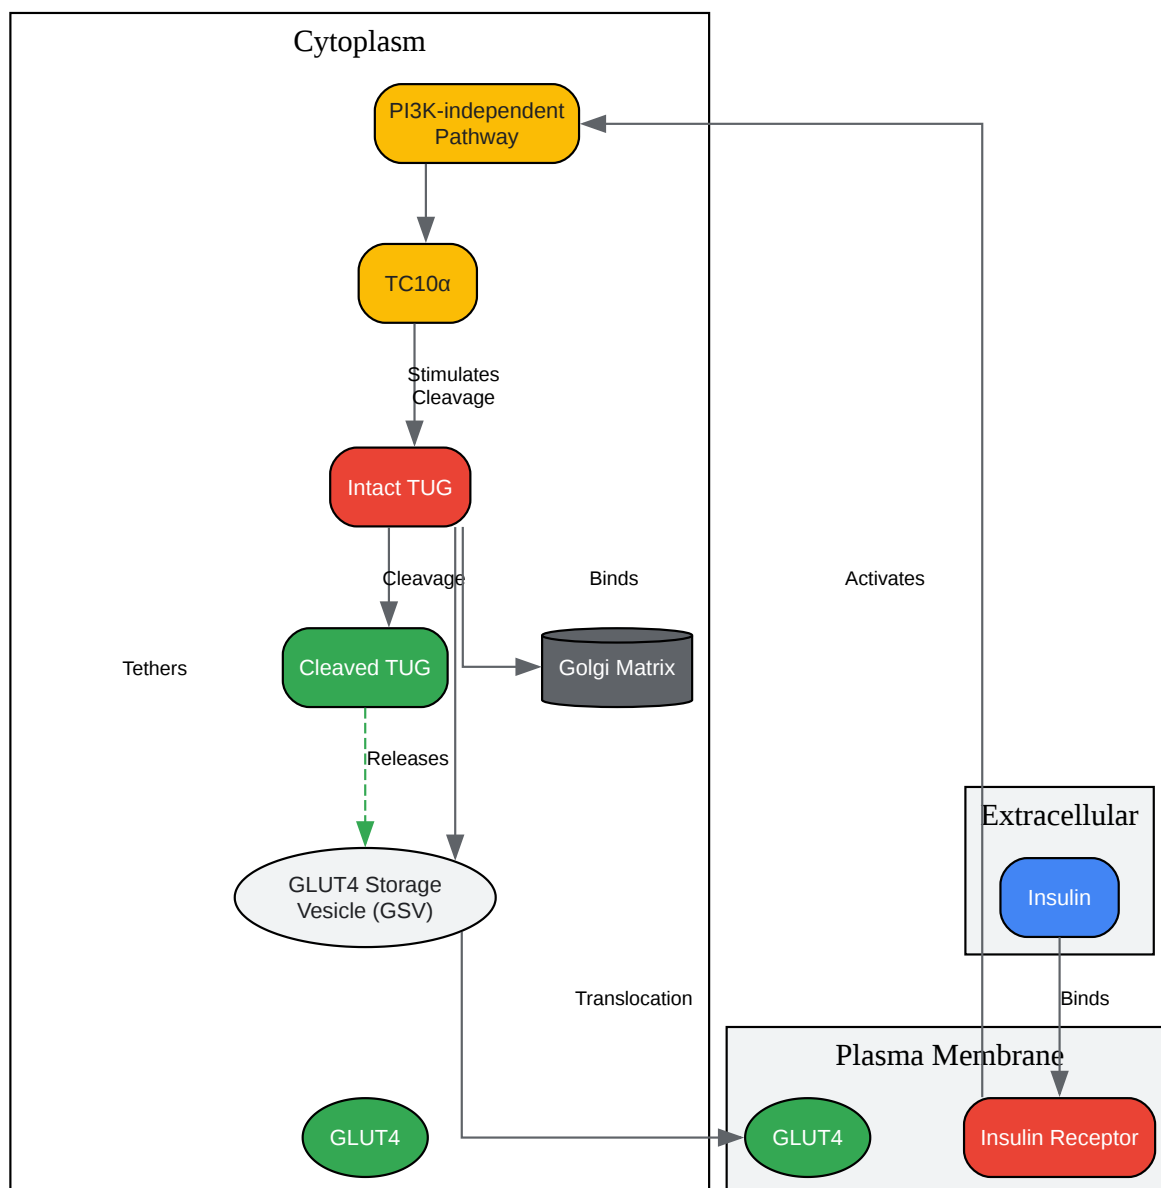 Cytoplasm
PI3K-independent
Pathway
TC10α
Stimulates
Cleavage
Intact TUG
Cleavage
Binds
Activates
Tethers
Cleaved TUG
Golgi Matrix
Releases
Extracellular
GLUT4 Storage
Vesicle (GSV)
Insulin
Translocation
Binds
Plasma Membrane
GLUT4
GLUT4
Insulin Receptor